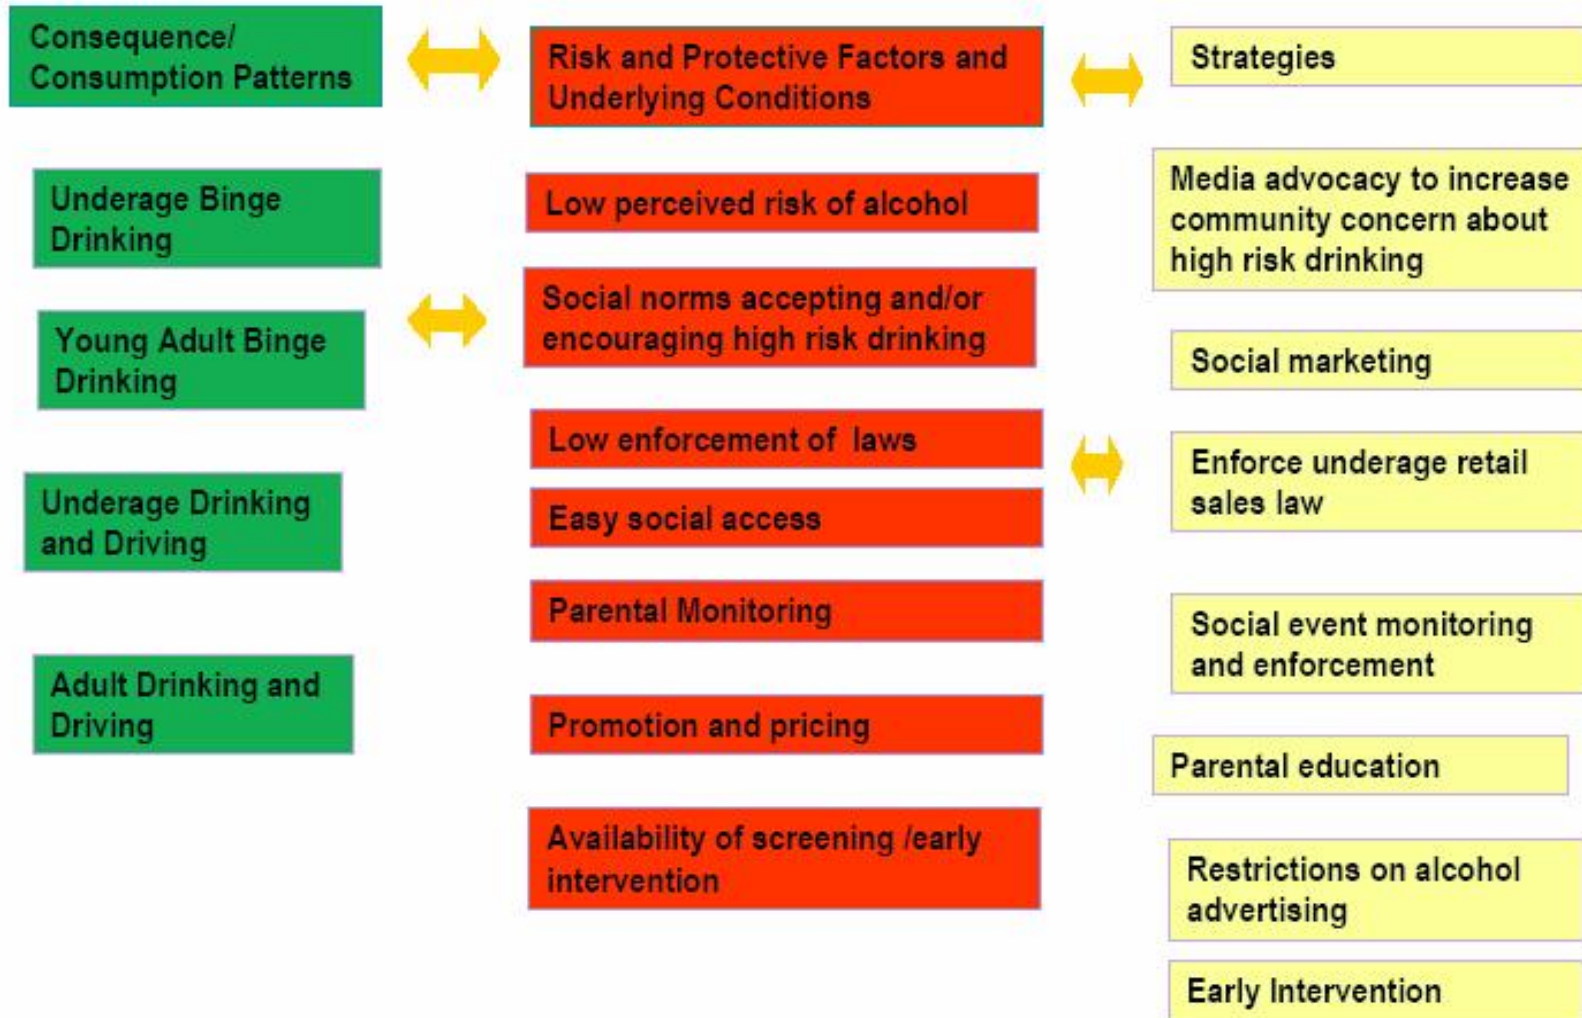 Consequence/
Consumption Patterns
Risk and Protective Factors and
Underlying Conditions
Strategies
Underage Binge
Drinking
Young Adult Binge
Drinking
Underage Drinking
and Driving
Adult Drinking and
Driving
Low perceived risk of alcohol
Social norms accepting and/or
encouraging high risk drinking
Low enforcement of laws
Easy social access
Parental Monitoring
Promotion and pricing
Availability of screening /early
intervention
Media advocacy to increase
community concern about
high risk drinking
Social marketing
Enforce underage retail
sales law
Social event monitoring
and enforcement
Parental education
Restrictions on alcohol
advertising
Early Intervention